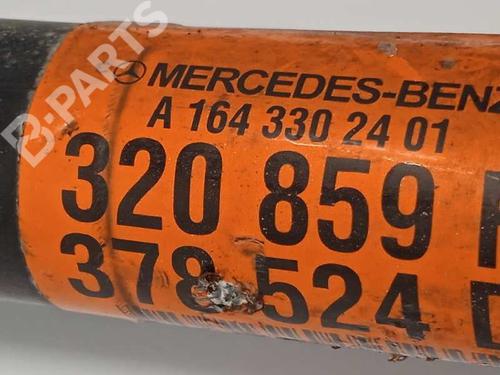 B-PARTS
MERCEDES-BENZ
A 164 330 24 01
320 859
378 524